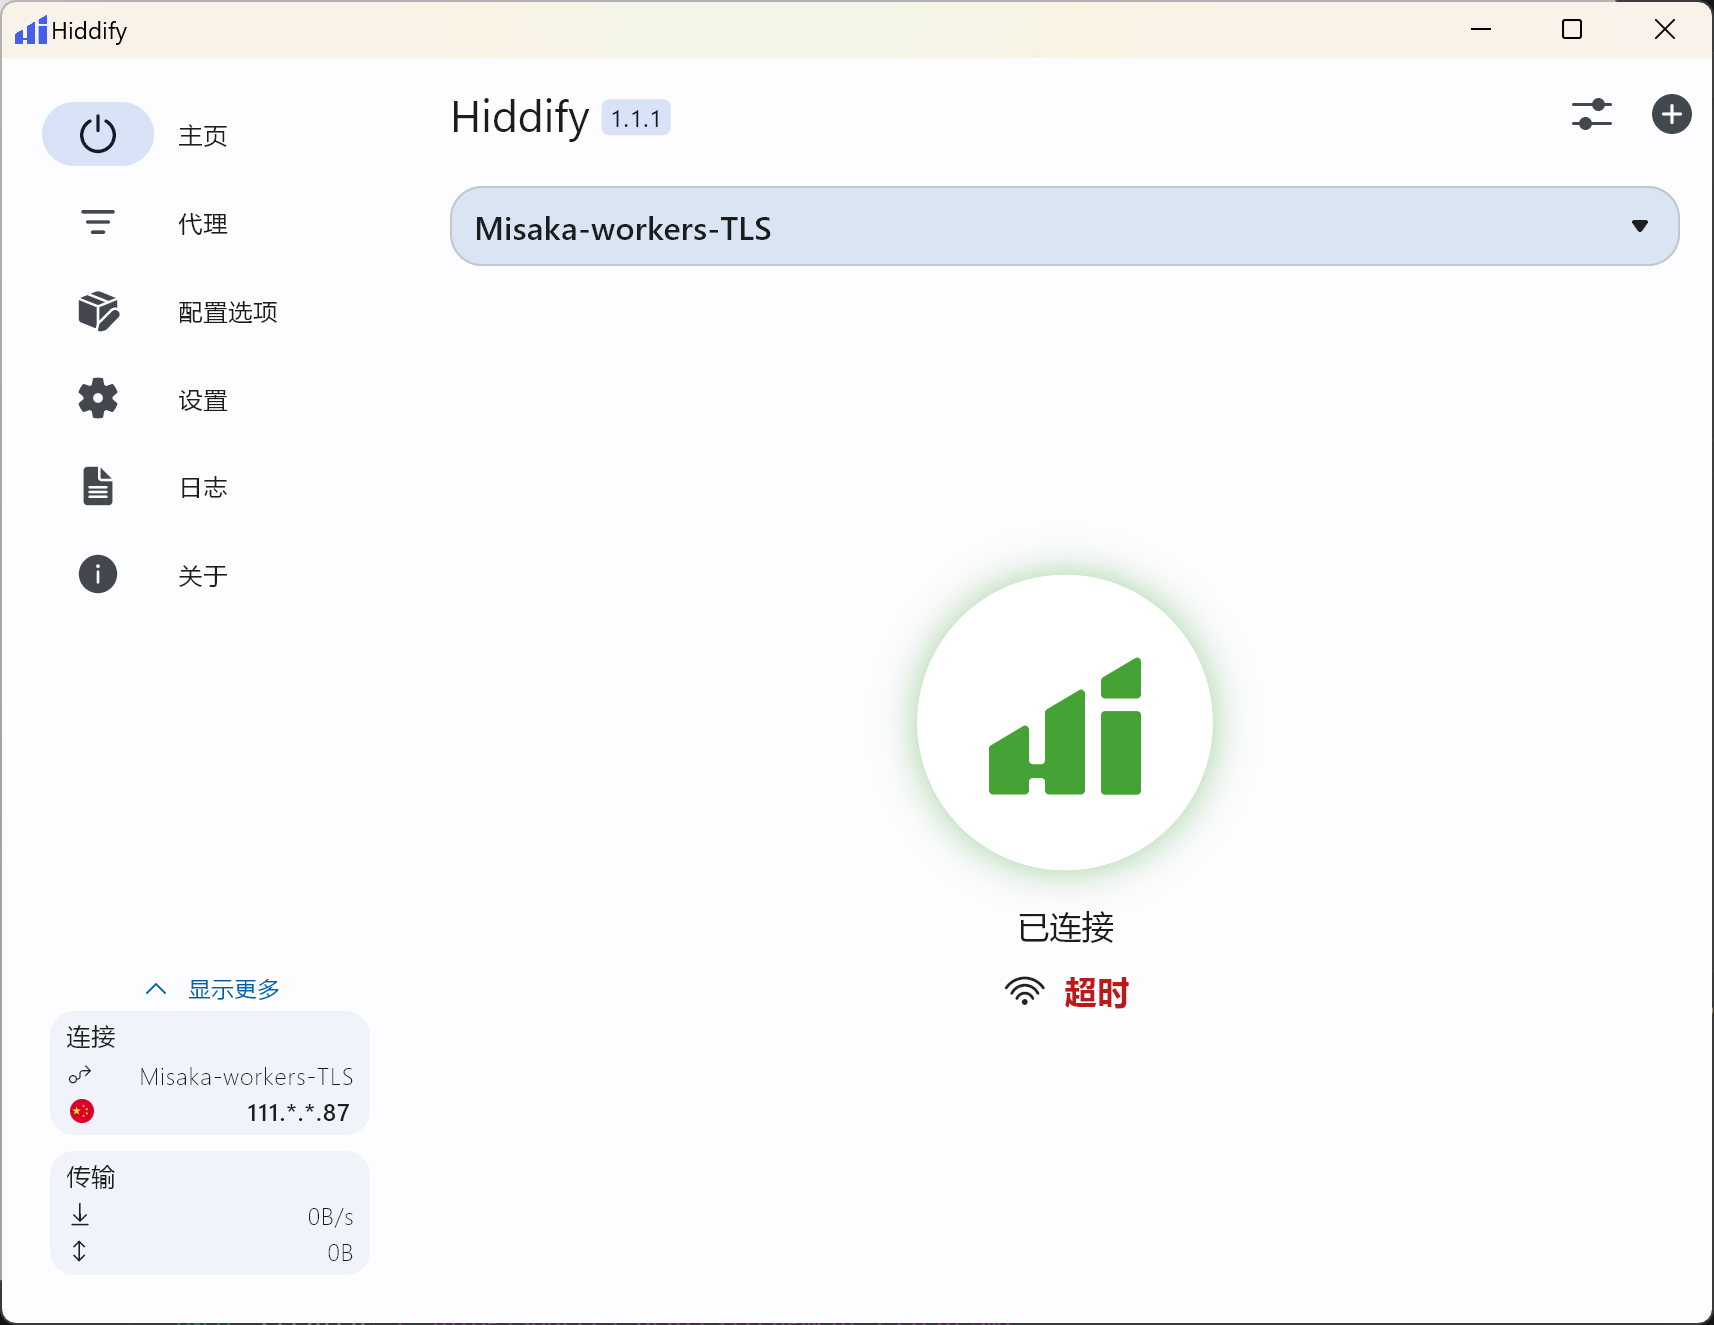 Hiddify
主页
代理
配置选项
设置
日志
关于
Hiddify 1.1.1
Misaka-workers-TLS
已连接
超时
显示更多
连接
Misaka-workers-TLS
111.*.*.87
传输
0B/s
0B